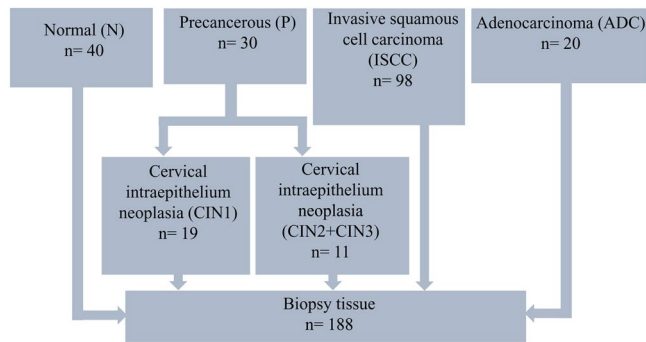 Normal (N)
n= 40
Precancerous (P)
n= 30
Invasive squamous
cell carcinoma
(ISCC)
n= 98
Adenocarcinoma (ADC)
n= 20
Cervical
intraepithelium
neoplasia (CIN1)
n= 19
Cervical
intraepithelium
neoplasia
(CIN2+CIN3)
n= 11
Biopsy tissue
n= 188